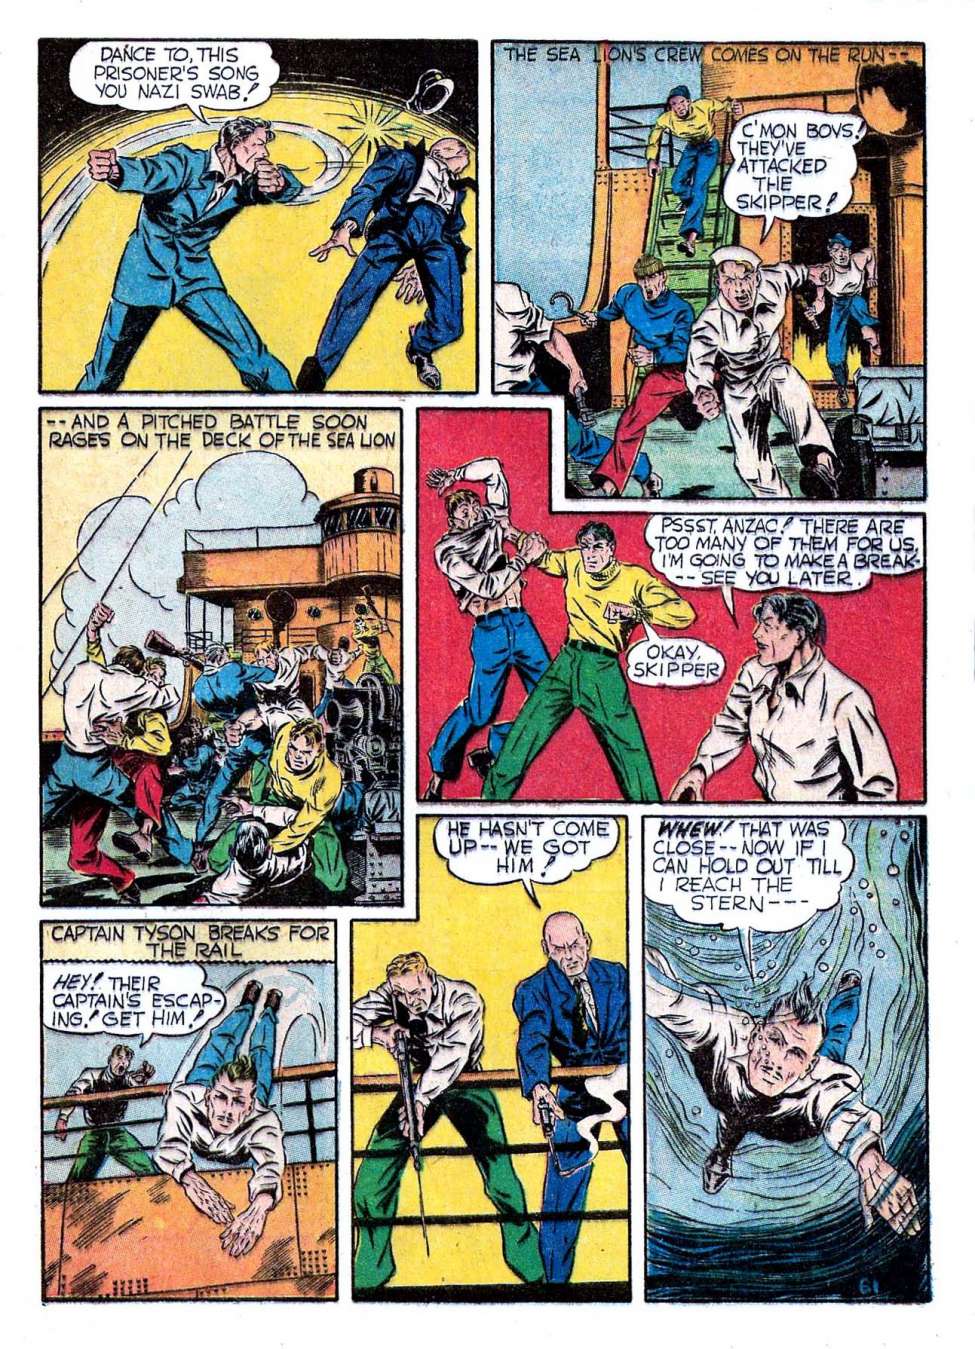 DANCE TO, THIS
PRISONER'S SONG
YOU NAZI SWAB!
THE SEA LION'S CREW COMES ON THE RUN--
C'MON BOYS!
THEY'VE
ATTACKED
THE
SKIPPER!
--AND A PITCHED BATTLE SOON
RAGES ON THE DECK OF THE SEA LION
PSSST, ANZAC! THERE ARE
TOO MANY OF THEM FOR US,
I'M GOING TO MAKE A BREAK-
--SEE YOU LATER..
OKAY,
SKIPPER
CAPTAIN TYSON BREAKS FOR
THE RAIL
HEY! THEIR
CAPTAIN'S ESCAP-
ING! GET HIM!
HE HASN'T COME
UP--WE GOT
HIM!
WHEW! THAT WAS
CLOSE--NOW IF I
CAN HOLD OUT TILL
I REACH THE
STERN---
61